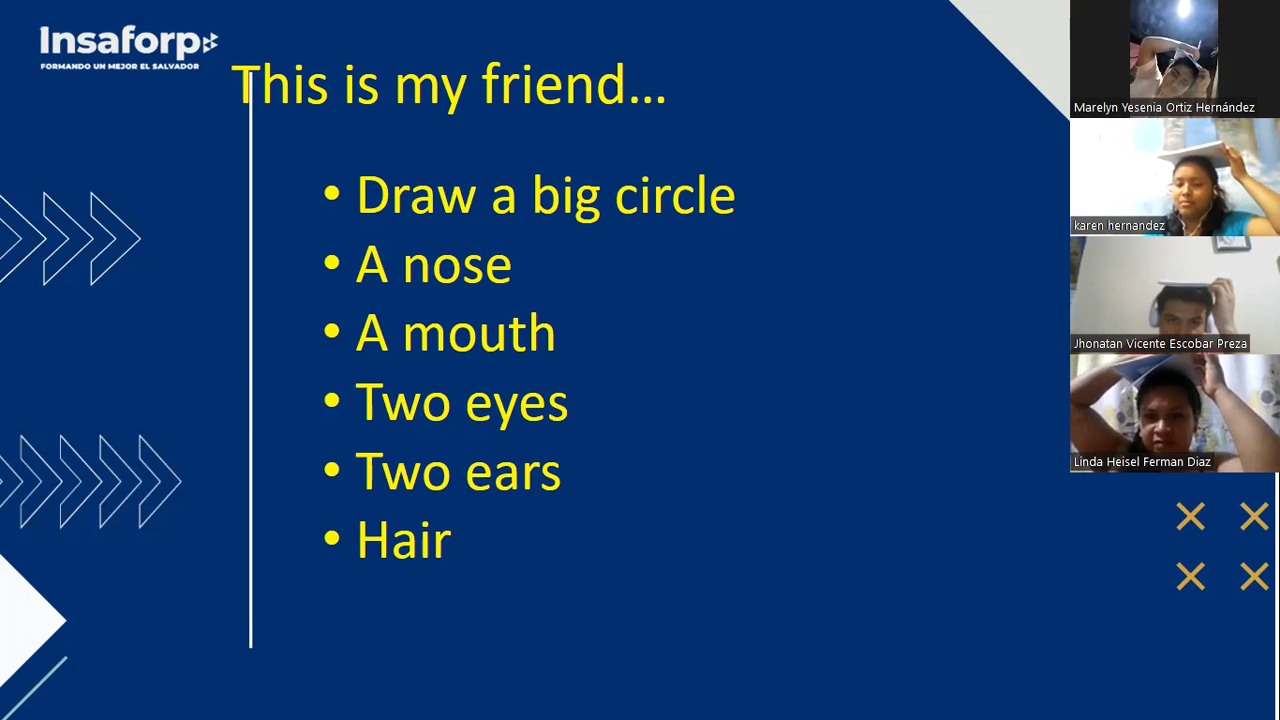 Insaforp
FORMANDO UN MEJOR EL SALVADOR
This is my friend...
• Draw a big circle
• A nose
• A mouth
• Two eyes
• Two ears
• Hair
Marelyn Yesenia Ortiz Hernández
karen hernandez
Jhonatan Vicente Escobar Preza
Linda Heisel Ferman Diaz